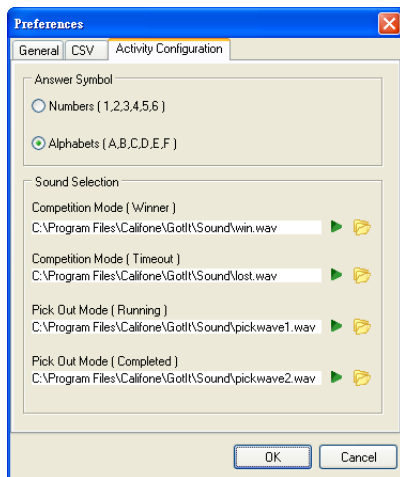 Preferences
General CSV Activity Configuration
Answer Symbol
Numbers ( 1,2,3,4,5,6 )
Alphabets ( A,B,C,D,E,F )
Sound Selection
Competition Mode ( Winner )
C:\Program Files\Califone\GotIt\Sound\win.wav
Competition Mode ( Timeout )
C:\Program Files\Califone\GotIt\Sound\lost.wav
Pick Out Mode ( Running )
C:\Program Files\Califone\GotIt\Sound\pickwave1.wav
Pick Out Mode ( Completed )
C:\Program Files\Califone\GotIt\Sound\pickwave2.wav
OK Cancel